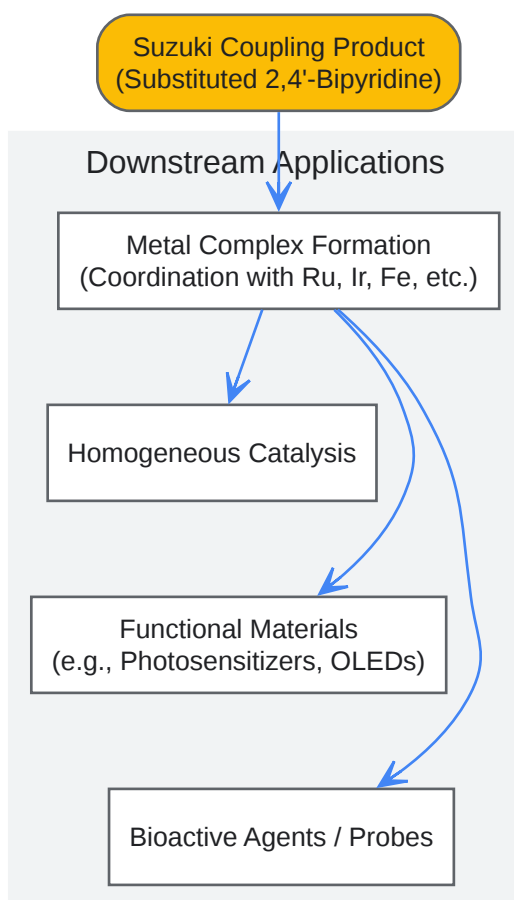 Suzuki Coupling Product
(Substituted 2,4'-Bipyridine)
Downstream Applications
Metal Complex Formation
(Coordination with Ru, Ir, Fe, etc.)
Homogeneous Catalysis
Functional Materials
(e.g., Photosensitizers, OLEDs)
Bioactive Agents / Probes